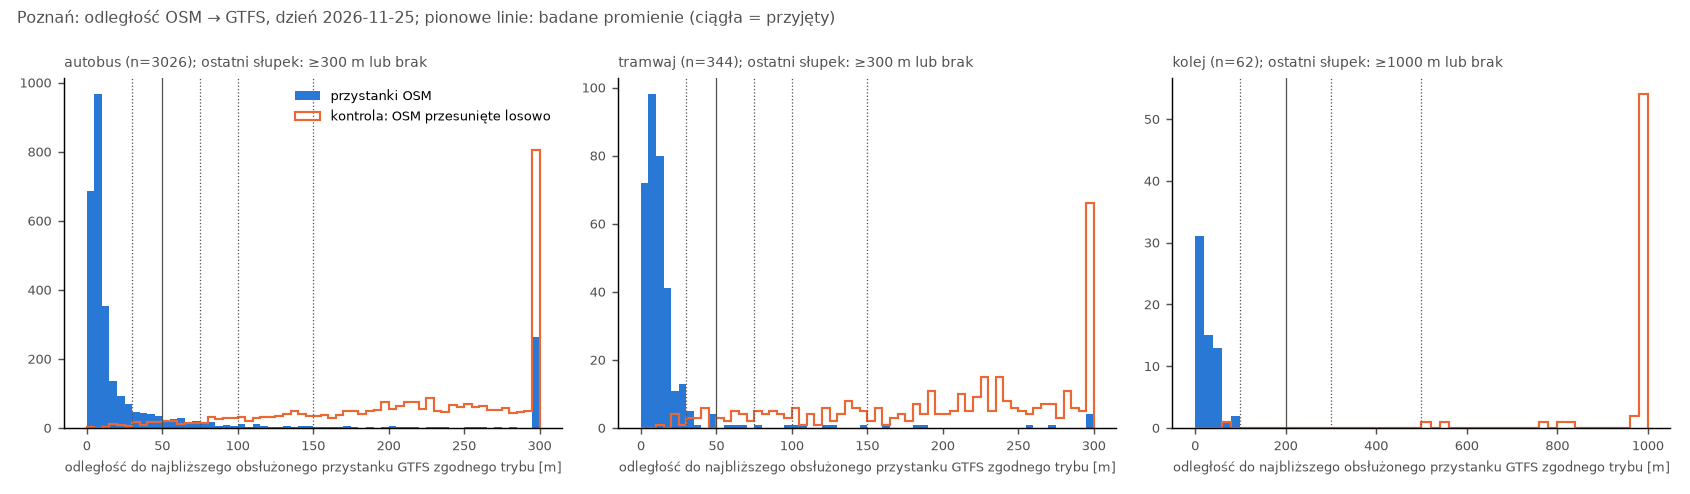 Poznań: odległość OSM → GTFS, dzień 2026-11-25; pionowe linie: badane promienie (ciągła = przyjęty)
autobus (n=3026); ostatni słupek: ≥300 m lub brak
1000
800
600
400
200
0
przystanki OSM
kontrola: OSM przesunięte losowo
0 50 100 150 200 250 300
odległość do najbliższego obsłużonego przystanku GTFS zgodnego trybu [m]
tramwaj (n=344); ostatni słupek: ≥300 m lub brak
100
80
60
40
20
0
0 50 100 150 200 250 300
odległość do najbliższego obsłużonego przystanku GTFS zgodnego trybu [m]
kolej (n=62); ostatni słupek: ≥1000 m lub brak
50
40
30
20
10
0
0 200 400 600 800 1000
odległość do najbliższego obsłużonego przystanku GTFS zgodnego trybu [m]